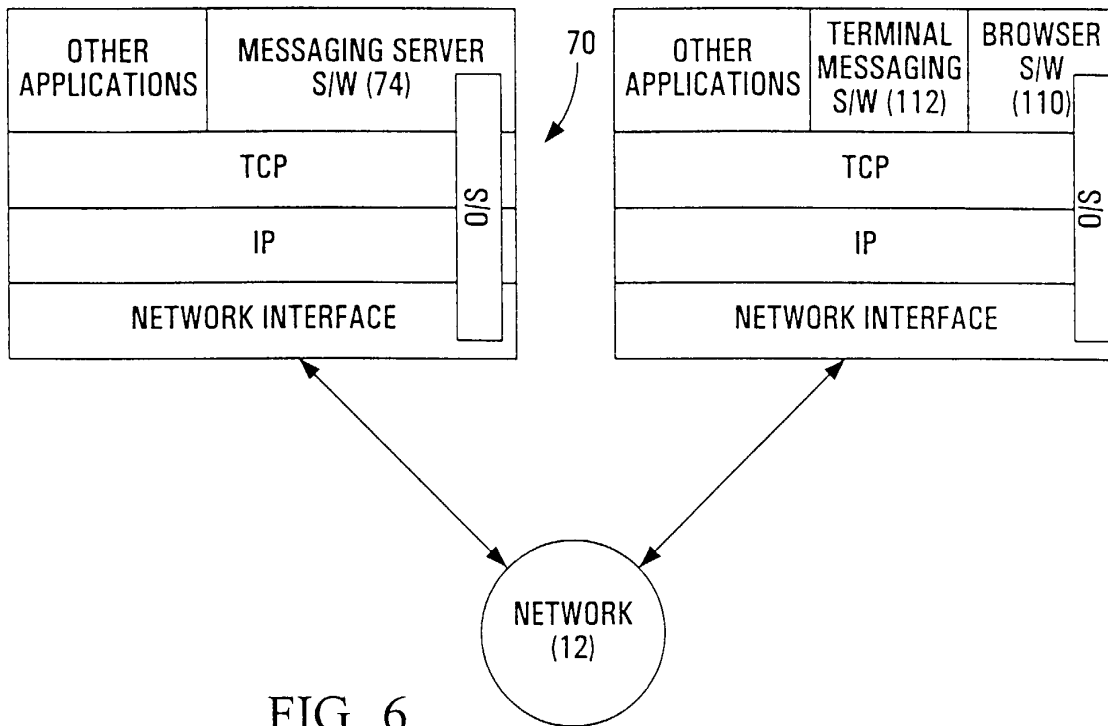 OTHER
APPLICATIONS
MESSAGING SERVER
S/W (74)
TCP
IP
NETWORK INTERFACE
O/S
70
OTHER
APPLICATIONS
TERMINAL
MESSAGING
S/W (112)
BROWSER
S/W
(110)
TCP
IP
NETWORK INTERFACE
O/S
NETWORK
(12)
FIG. 6